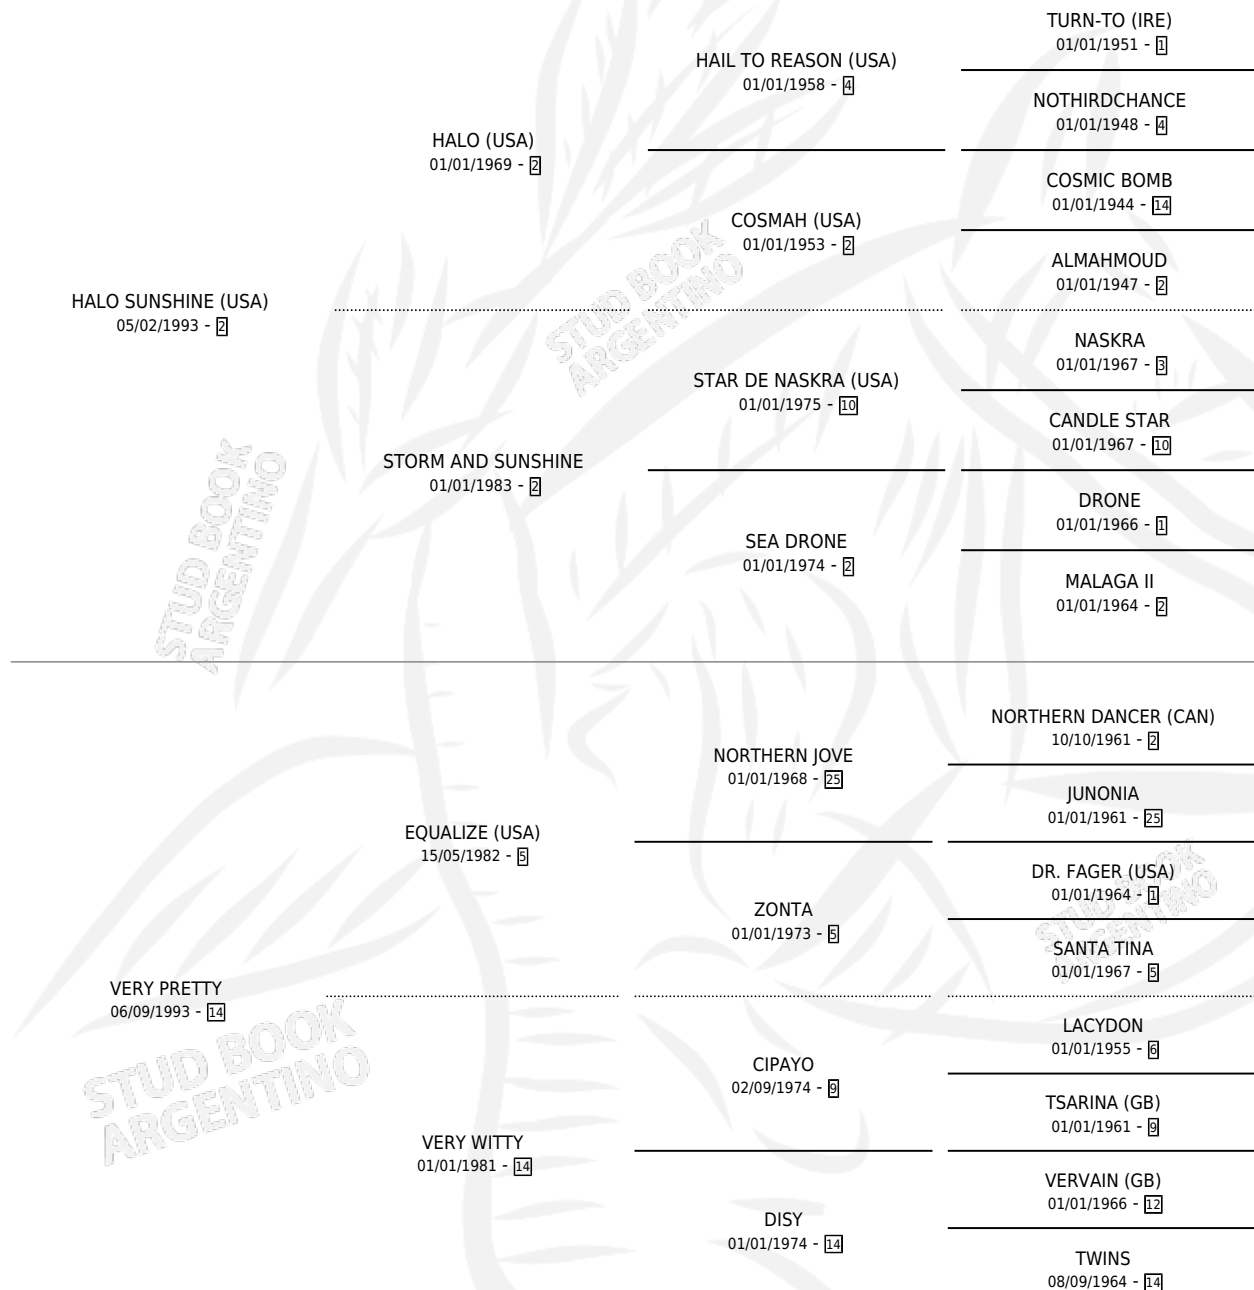 TURN-TO (IRE)
01/01/1951 - 1
HAIL TO REASON (USA)
01/01/1958 - 4
NOTHIRDCHANCE
01/01/1948 - 4
HALO (USA)
01/01/1969 - 2
COSMIC BOMB
01/01/1944 - 14
COSMAH (USA)
01/01/1953 - 2
ALMAHMOUD
01/01/1947 - 2
HALO SUNSHINE (USA)
05/02/1993 - 2
NASKRA
01/01/1967 - 3
STAR DE NASKRA (USA)
01/01/1975 - 10
CANDLE STAR
01/01/1967 - 10
STORM AND SUNSHINE
01/01/1983 - 2
DRONE
01/01/1966 - 1
SEA DRONE
01/01/1974 - 2
MALAGA II
01/01/1964 - 2
NORTHERN DANCER (CAN)
10/10/1961 - 2
NORTHERN JOVE
01/01/1968 - 25
JUNONIA
01/01/1961 - 25
EQUALIZE (USA)
15/05/1982 - 5
DR. FAGER (USA)
01/01/1964 - 1
ZONTA
01/01/1973 - 5
SANTA TINA
01/01/1967 - 5
VERY PRETTY
06/09/1993 - 14
LACYDON
01/01/1955 - 6
CIPAYO
02/09/1974 - 9
TSARINA (GB)
01/01/1961 - 9
VERY WITTY
01/01/1981 - 14
VERVAIN (GB)
01/01/1966 - 12
DISY
01/01/1974 - 14
TWINS
08/09/1964 - 14
STUD BOOK
ARGENTINO
STUD BOOK
ARGENTINO
STUD BOOK
ARGENTINO
STUD BOOK
ARGENTINO